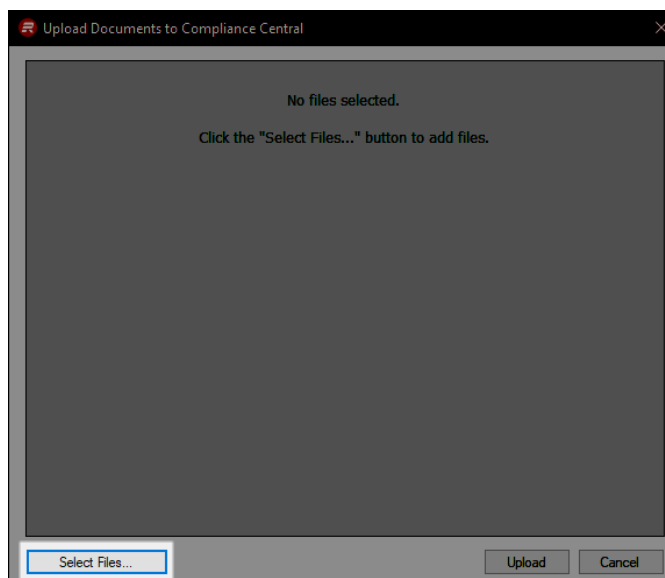 Upload Documents to Compliance Central
No files selected.
Click the "Select Files..." button to add files.
Select Files...
Upload
Cancel